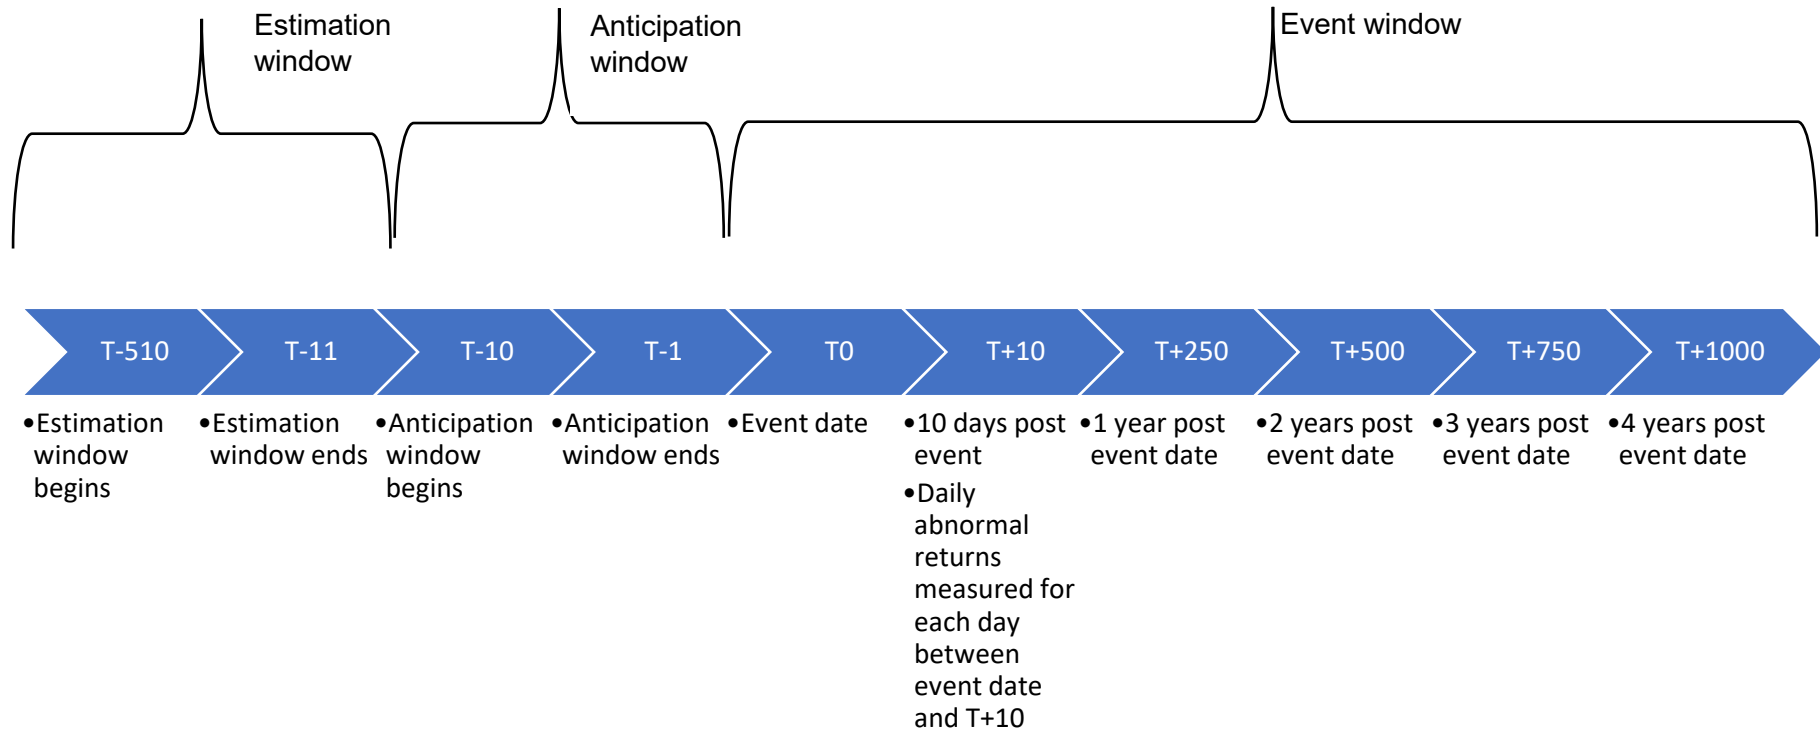 Estimation
window
Anticipation
window
Event window
T-510
T-11
T-10
T-1
T0
T+10
T+250
T+500
T+750
T+1000
•Estimation
window
begins
•Estimation
window ends
•Anticipation
window
begins
•Anticipation
window ends
•Event date
•10 days post
event
•Daily
abnormal
returns
measured for
each day
between
event date
and T+10
•1 year post
event date
•2 years post
event date
•3 years post
event date
•4 years post
event date